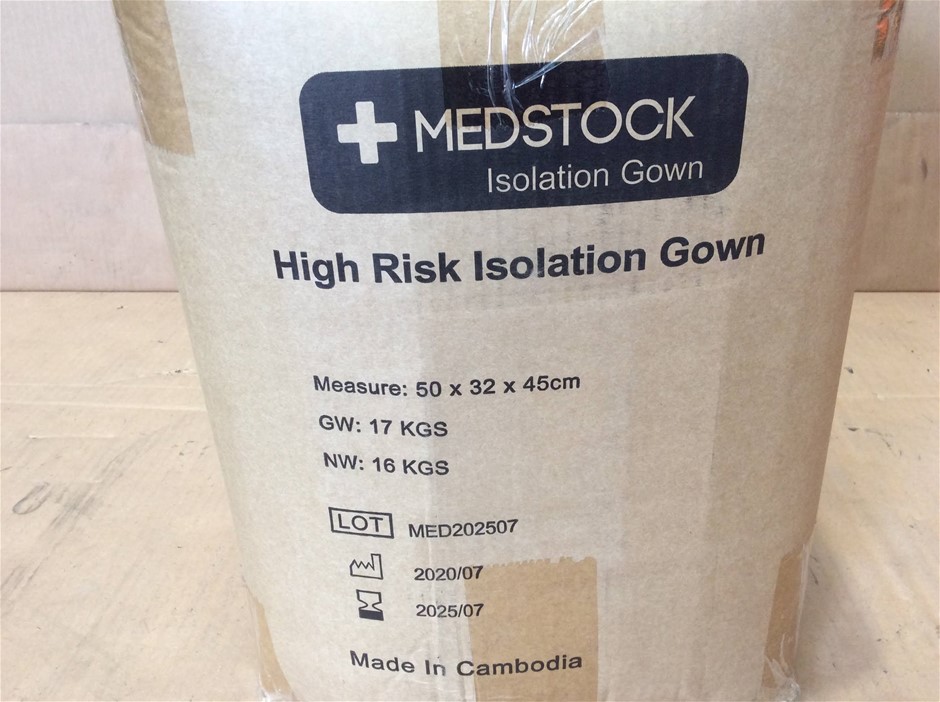 MEDSTOCK
Isolation Gown
High Risk Isolation Gown
Measure: 50 x 32 x 45cm
GW: 17 KGS
NW: 16 KGS
LOT MED202507
2020/07
2025/07
Made In Cambodia